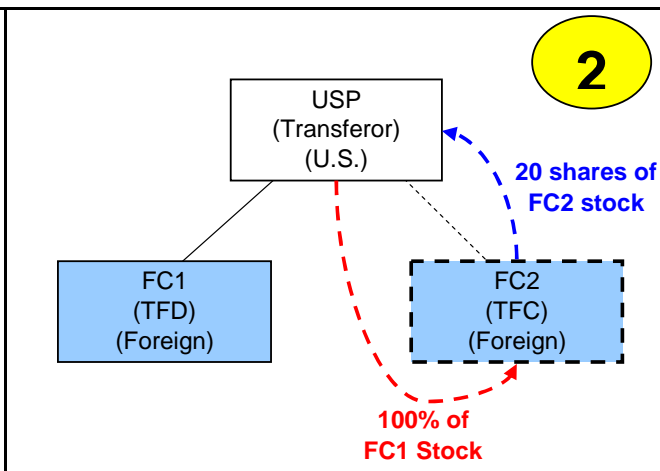 2
USP
(Transferor)
(U.S.)
20 shares of
FC2 stock
FC1
(TFD)
(Foreign)
FC2
(TFC)
(Foreign)
100% of
FC1 Stock